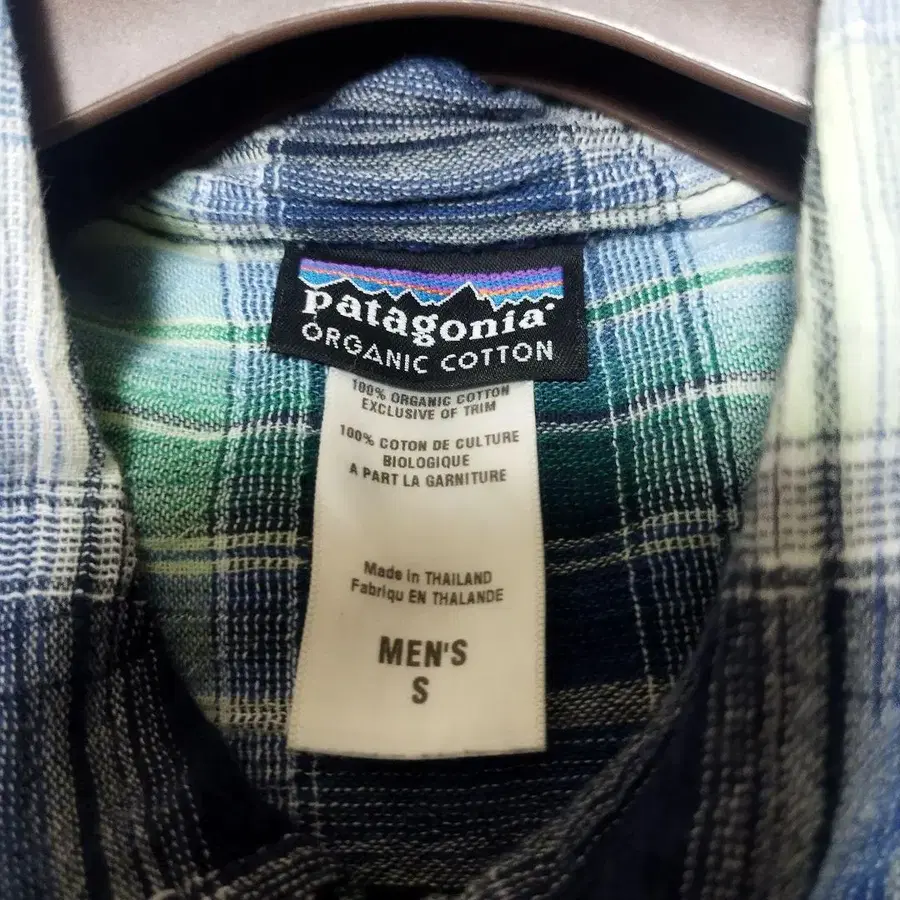 patagonia
ORGANIC COTTON
100% ORGANIC COTTON
EXCLUSIVE OF TRIM
100% COTON DE CULTURE
BIOLOGIQUE
A PART LA GARNITURE
Made in THAILAND
Fabriqu EN THALANDE
MEN'S
S